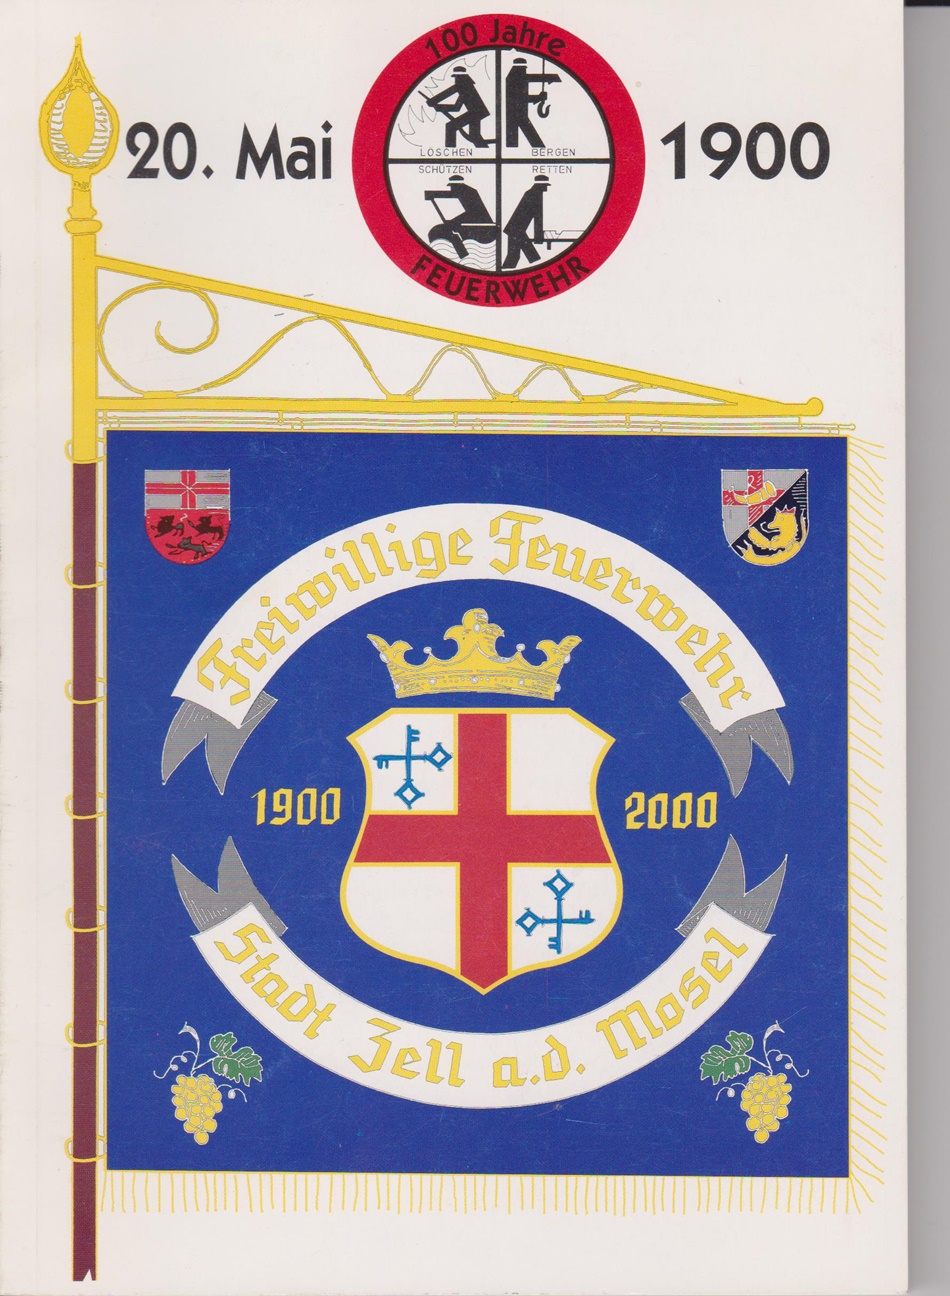 100 Jahre
20. Mai
1900
LÖSCHEN
BERGEN
SCHÜTZEN
RETTEN
FEUERWEHR
Freiwillige Feuerwehr
1900
2000
Stadt Zell a.d. Mosel